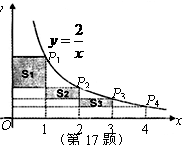 y
y=2/x
P₁
S₁
P₂
S₂
P₃
S₃
P₄
O 1 2 3 4 x
(第17题)